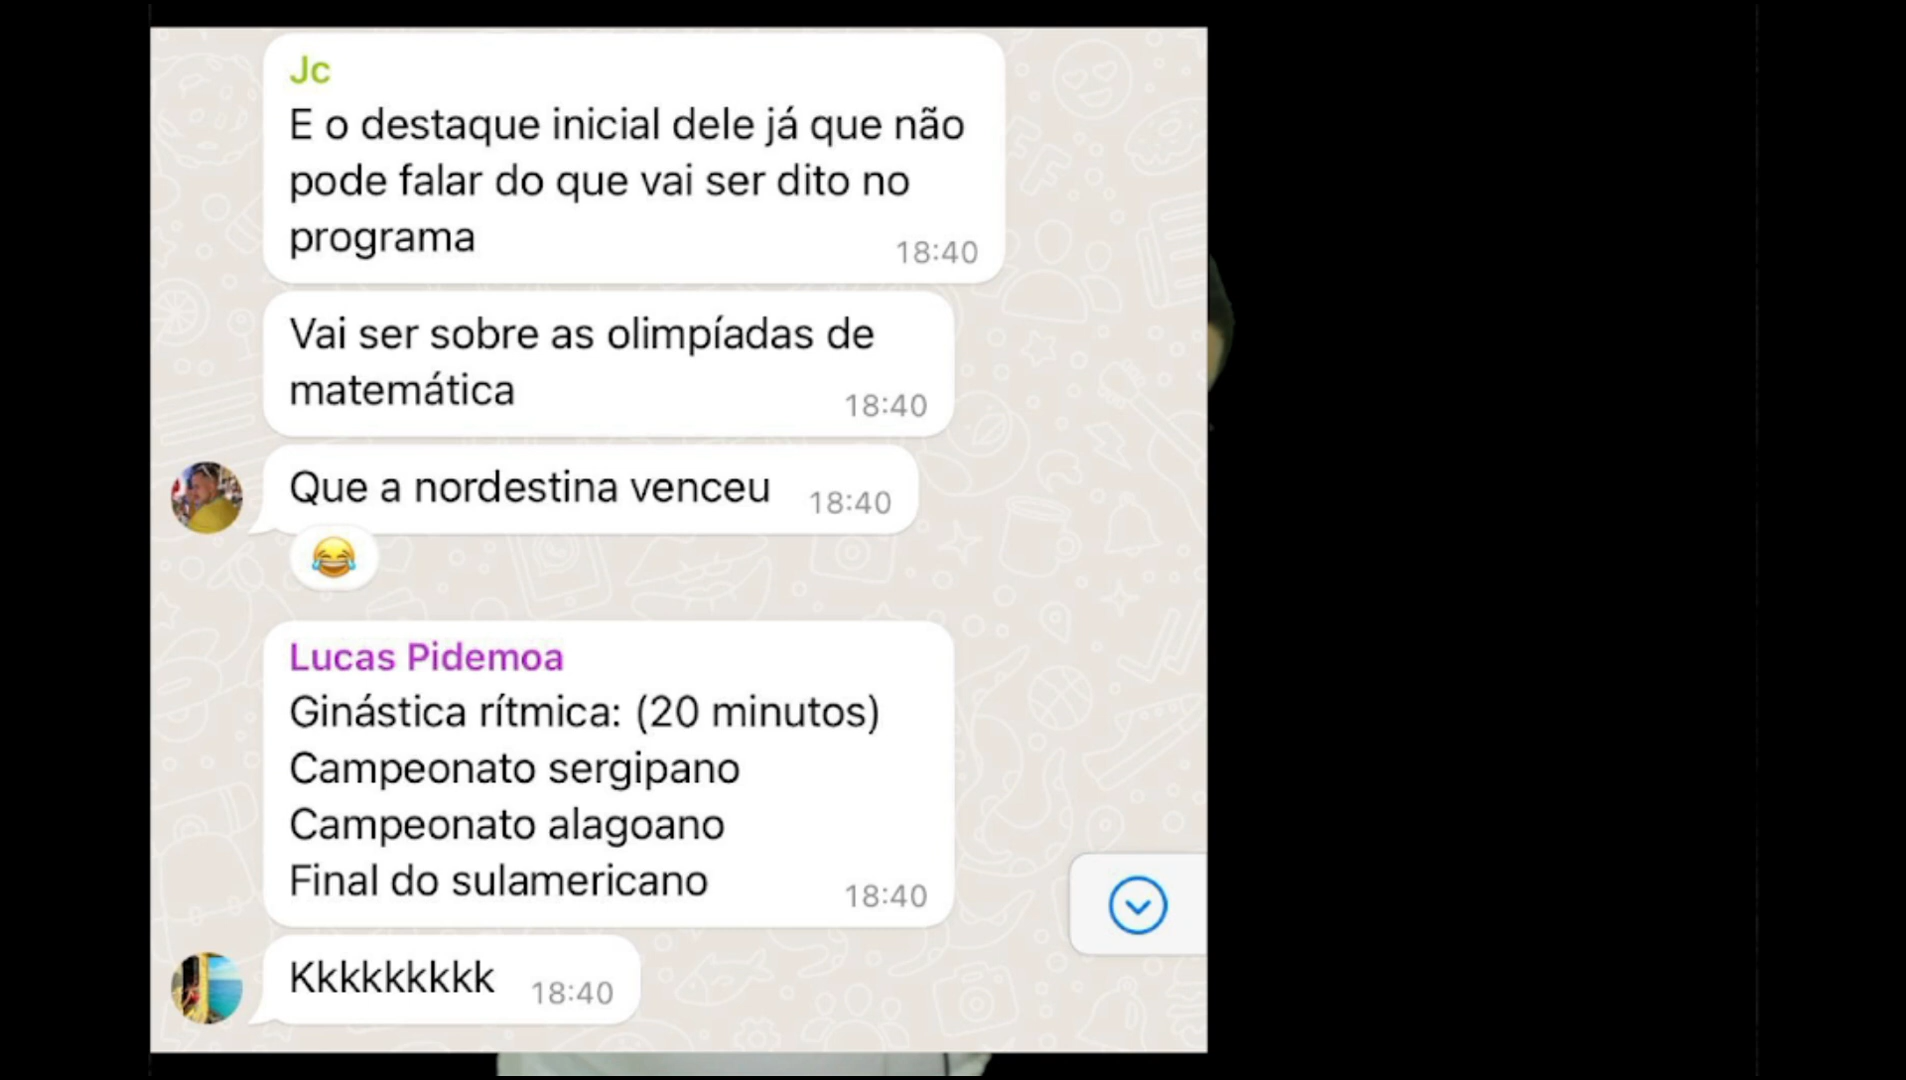 Jc
E o destaque inicial dele já que não
pode falar do que vai ser dito no
programa
18:40
Vai ser sobre as olimpíadas de
matemática
18:40
Que a nordestina venceu 18:40
Lucas Pidemoa
Ginástica rítmica: (20 minutos)
Campeonato sergipano
Campeonato alagoano
Final do sulamericano
18:40
Kkkkkkkkk 18:40